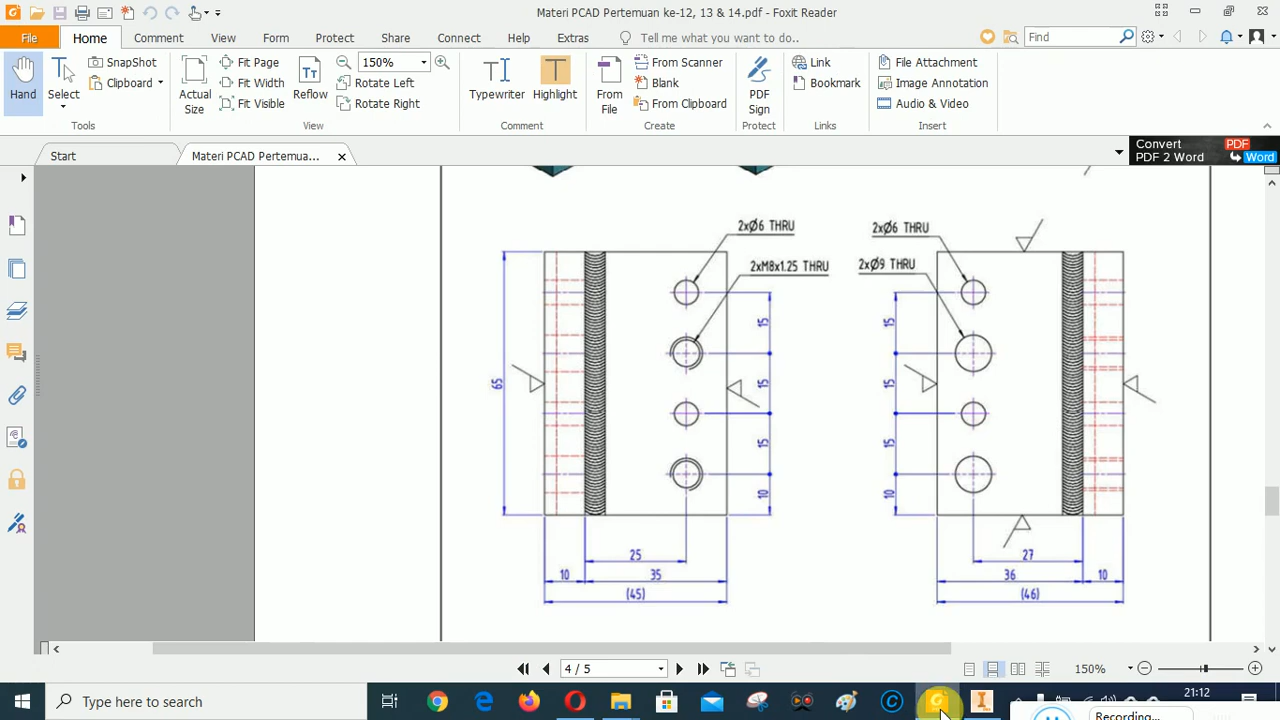 Materi PCAD Pertemuan ke-12, 13 & 14.pdf - Foxit Reader
File Home Comment View Form Protect Share Connect Help Extras Tell me what you want to do... Find
Hand
Select
SnapShot
Clipboard
Actual Size
Fit Page
Fit Width
Fit Visible
Reflow
150%
Rotate Left
Rotate Right
Typewriter
Highlight
From File
From Scanner
Blank
From Clipboard
PDF Sign
Link
Bookmark
File Attachment
Image Annotation
Audio & Video
Tools View Comment Create Protect Links Insert
Start Materi PCAD Pertemua...
Convert PDF
PDF 2 Word Word
2xØ6 THRU
2xM8x1.25 THRU
65
15
15
15
10
25
10 35
(45)
2xØ6 THRU
2xØ9 THRU
15
15
15
10
27
36 10
(46)
4 / 5 150%
Type here to search
21:12
Recording...